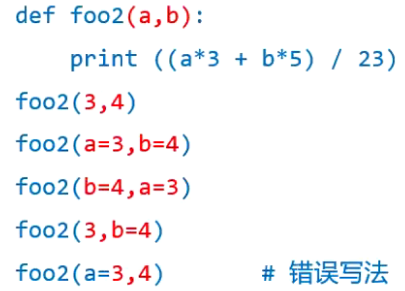 def foo2(a,b):
    print ((a*3 + b*5) / 23)
foo2(3,4)
foo2(a=3,b=4)
foo2(b=4,a=3)
foo2(3,b=4)
foo2(a=3,4)        # 错误写法